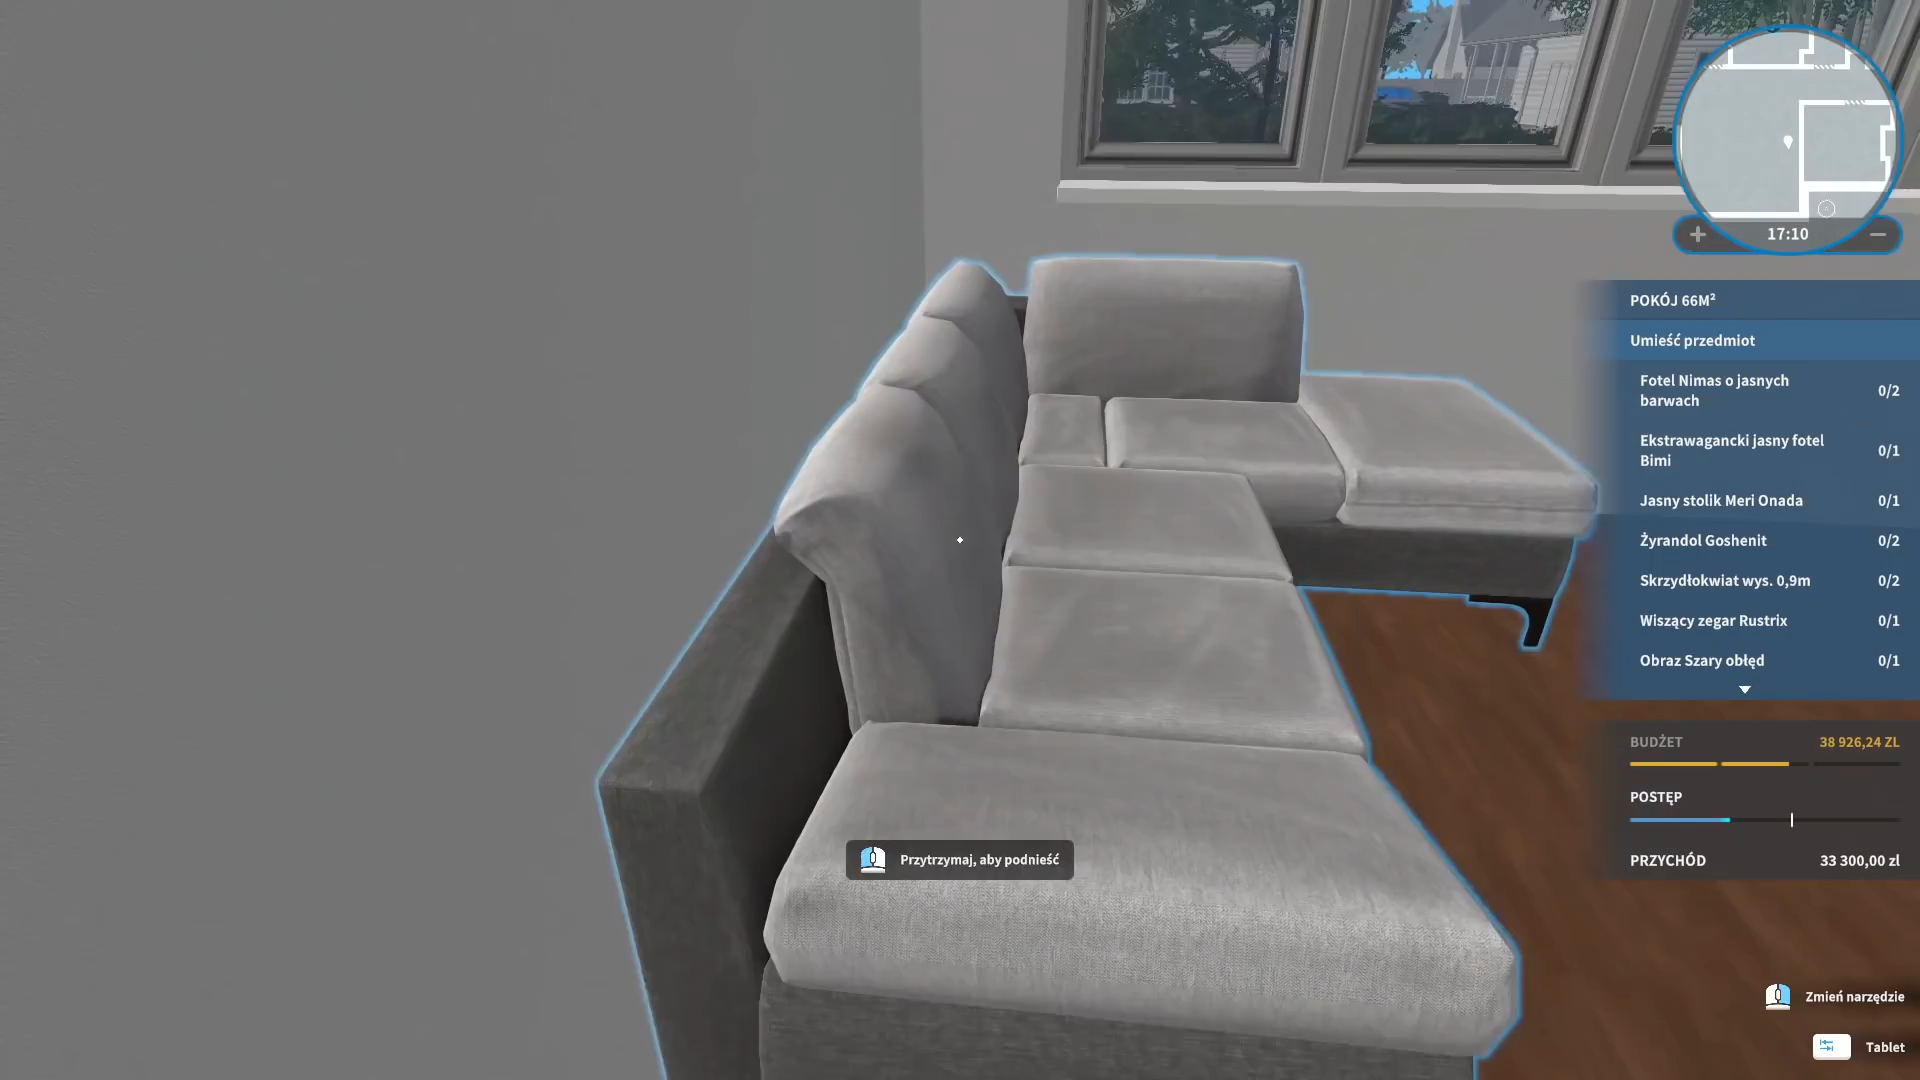 17:10
POKÓJ 66M²
Umieść przedmiot
Fotel Nimas o jasnych
barwach
0/2
Ekstrawagancki jasny fotel
Bimi
0/1
Jasny stolik Meri Onada 0/1
Żyrandol Goshenit 0/2
Skrzydłokwiat wys. 0,9m 0/2
Wiszący zegar Rustrix 0/1
Obraz Szary obłęd 0/1
BUDŻET 38 926,24 ZL
POSTĘP
PRZYCHÓD 33 300,00 zl
Przytrzymaj, aby podnieść
Zmień narzędzie
Tablet